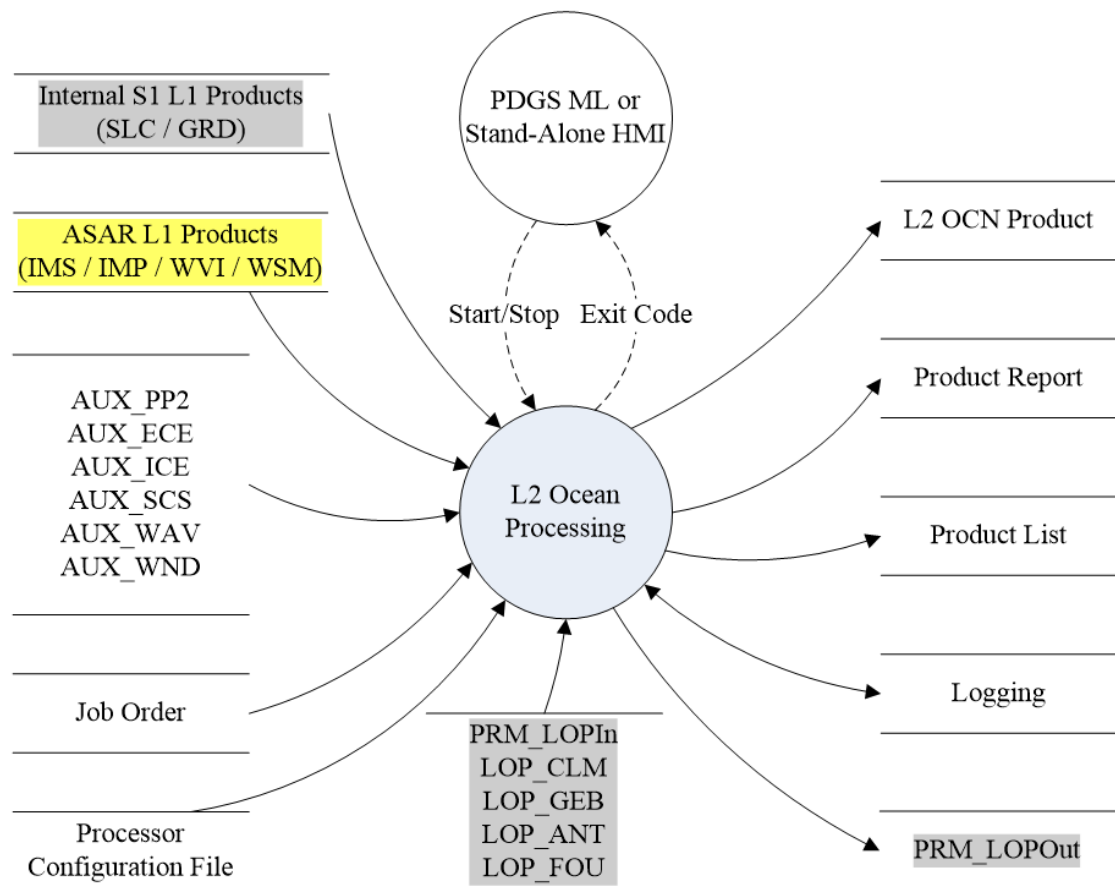 Internal S1 L1 Products
(SLC / GRD)
ASAR L1 Products
(IMS / IMP / WVI / WSM)
AUX_PP2
AUX_ECE
AUX_ICE
AUX_SCS
AUX_WAV
AUX_WND
Job Order
Processor
Configuration File
PDGS ML or
Stand-Alone HMI
Start/Stop
Exit Code
L2 Ocean
Processing
PRM_LOPIn
LOP_CLM
LOP_GEB
LOP_ANT
LOP_FOU
L2 OCN Product
Product Report
Product List
Logging
PRM_LOPOut